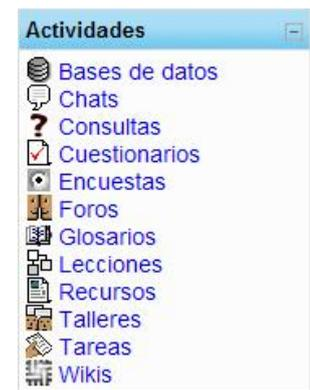 Actividades
Bases de datos
Chats
Consultas
Cuestionarios
Encuestas
Foros
Glosarios
Lecciones
Recursos
Talleres
Tareas
Wikis